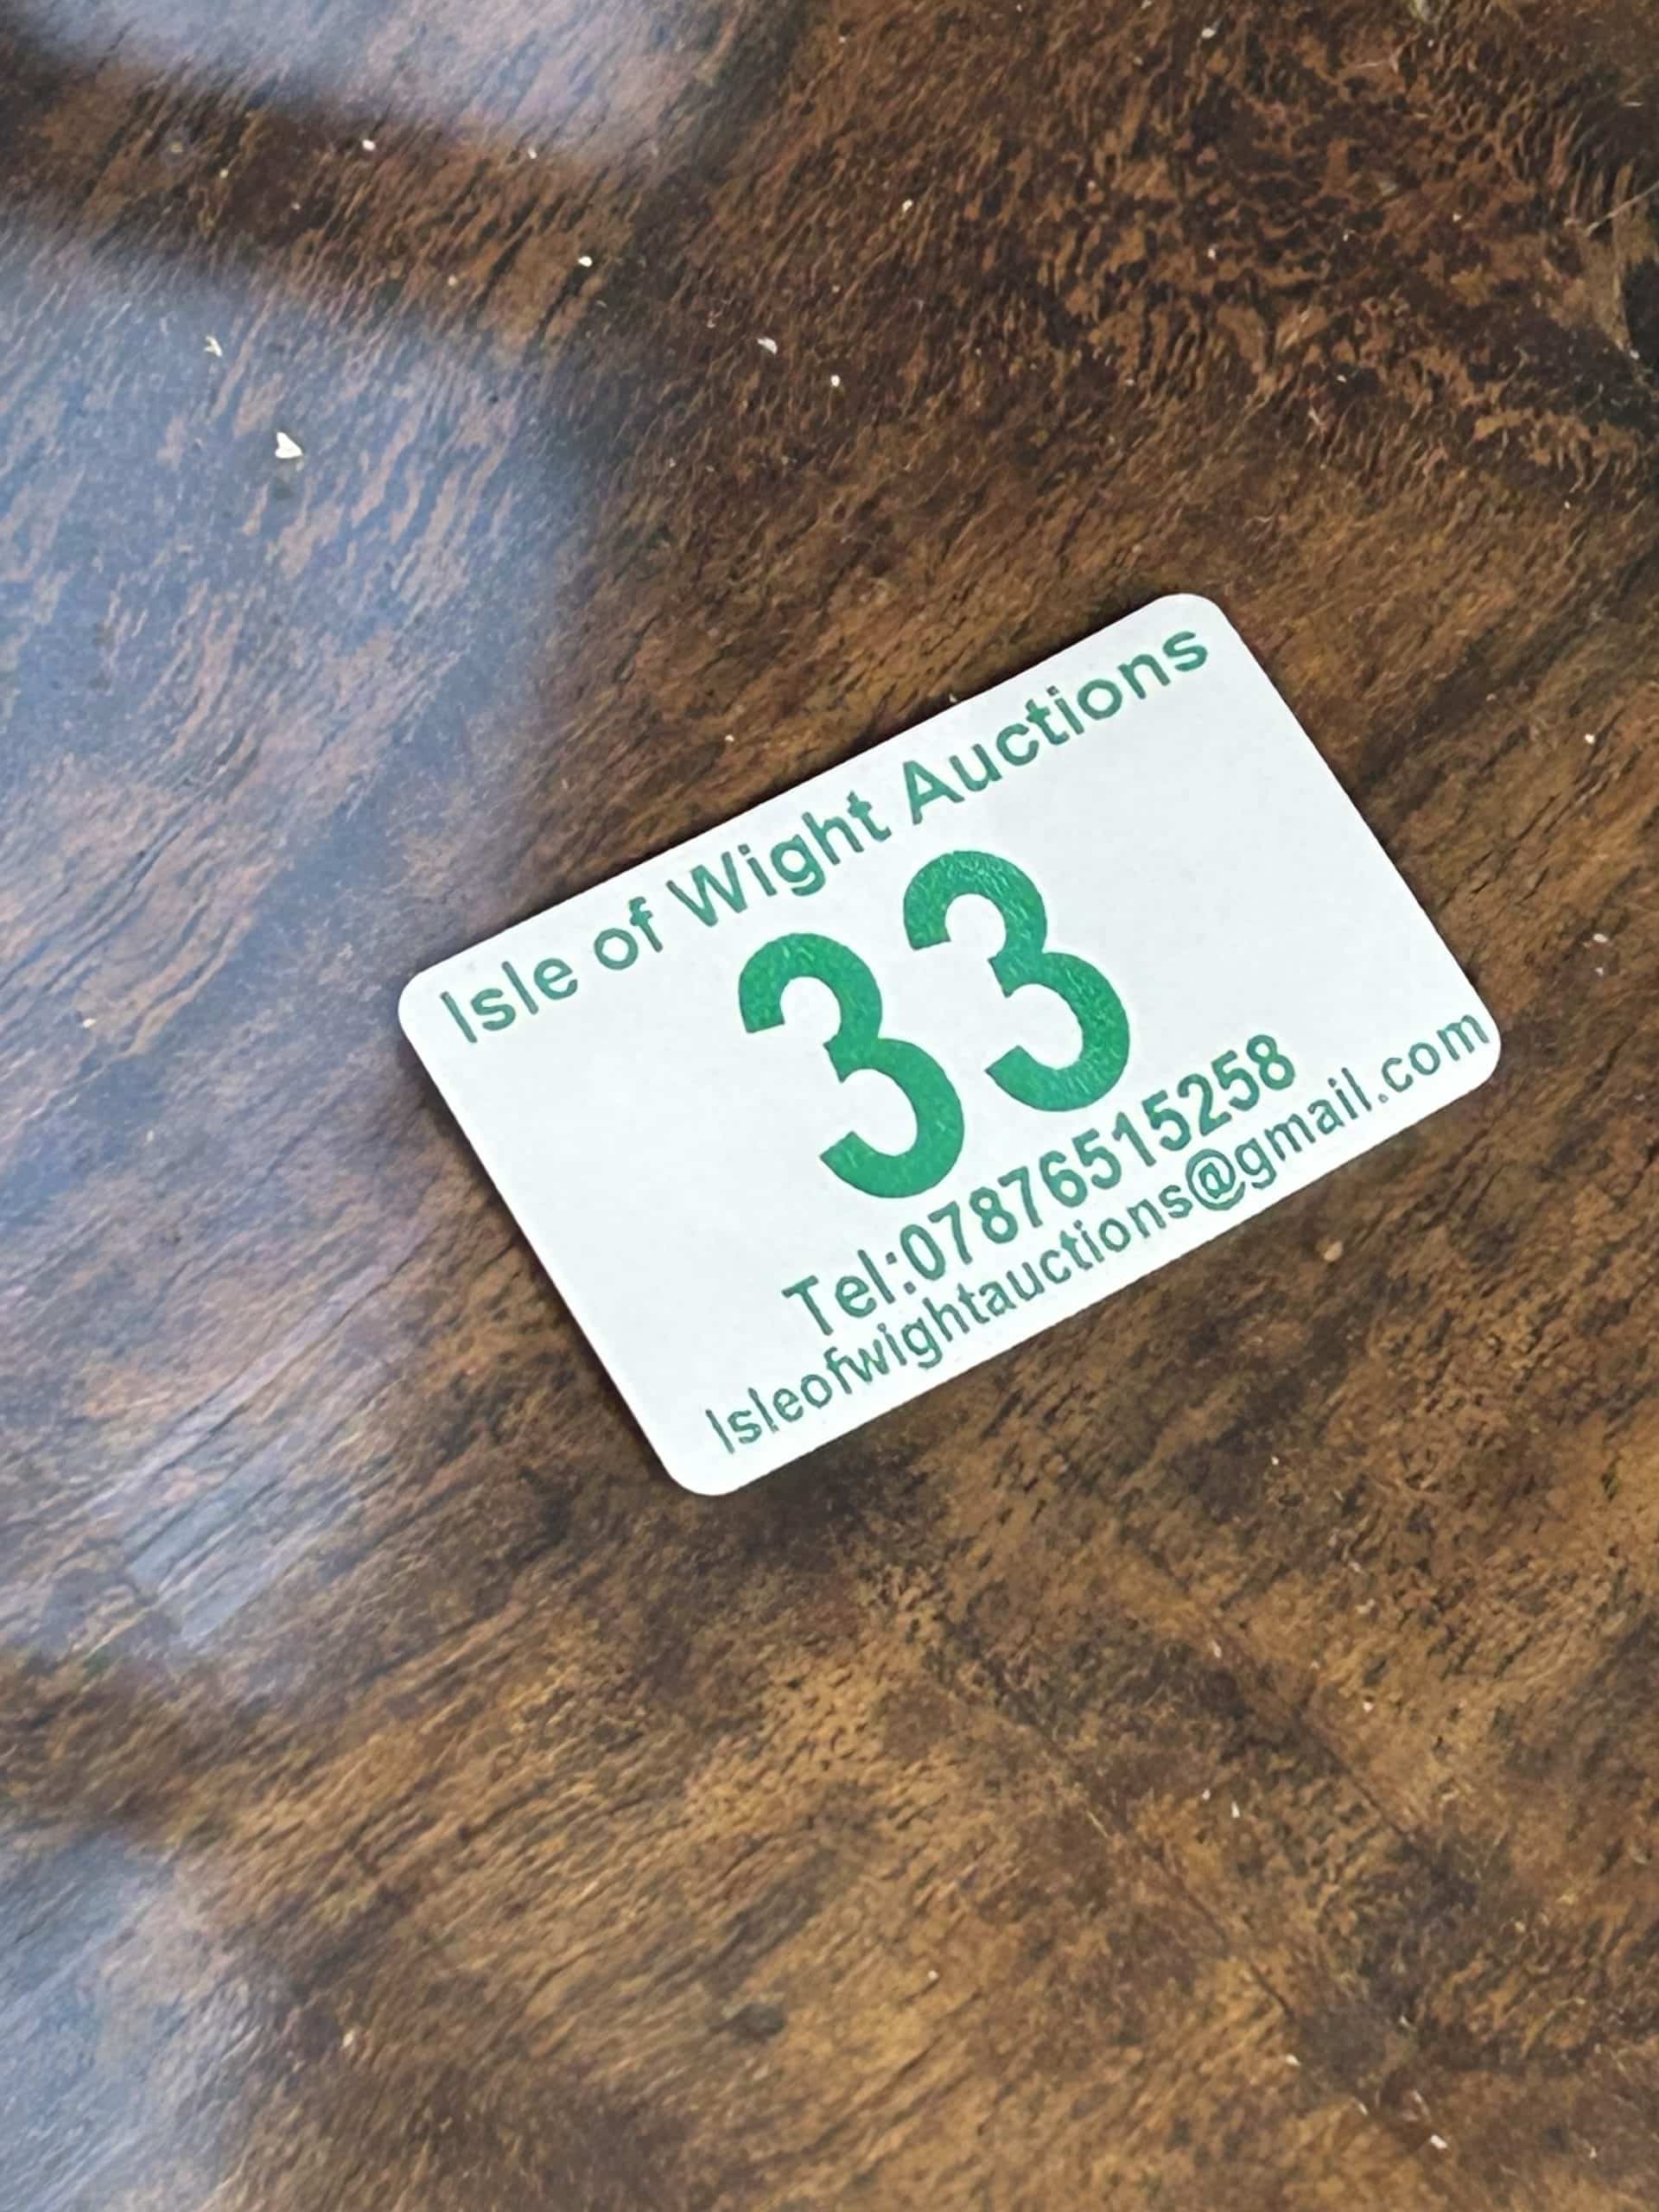 Isle of Wight Auctions
33
Tel:07876515258
Isleofwightauctions@gmail.com